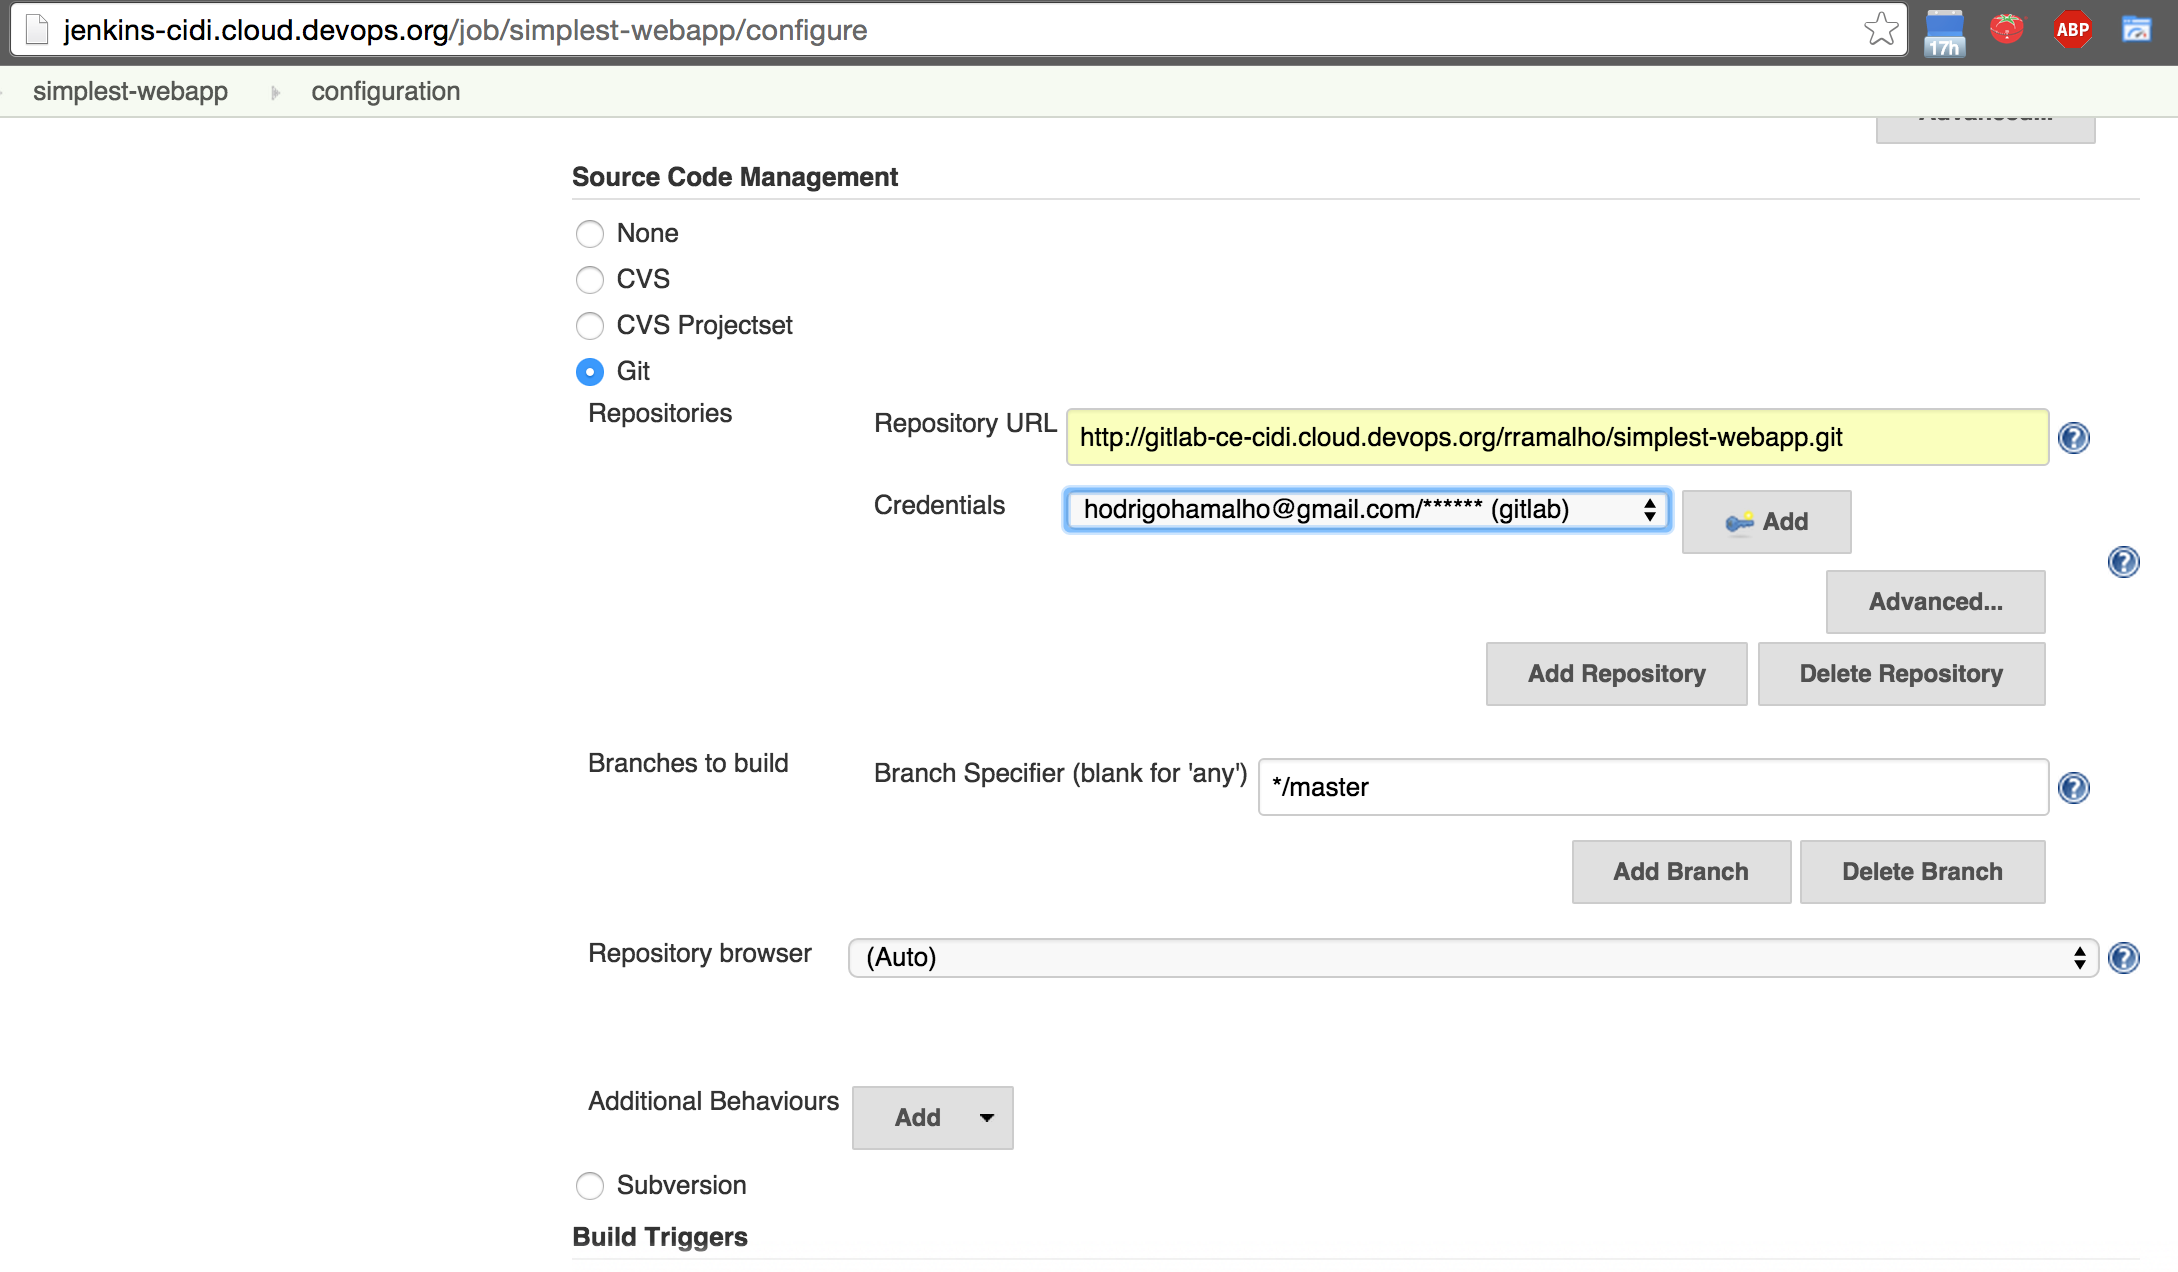 jenkins-cidi.cloud.devops.org/job/simplest-webapp/configure
17h
ABP
simplest-webapp configuration
Advanced...
Source Code Management
None
CVS
CVS Projectset
Git
Repositories
Repository URL http://gitlab-ce-cidi.cloud.devops.org/rramalho/simplest-webapp.git
Credentials hodrigohamalho@gmail.com/****** (gitlab) Add
Advanced...
Add Repository Delete Repository
Branches to build Branch Specifier (blank for 'any') */master
Add Branch Delete Branch
Repository browser (Auto)
Additional Behaviours Add
Subversion
Build Triggers